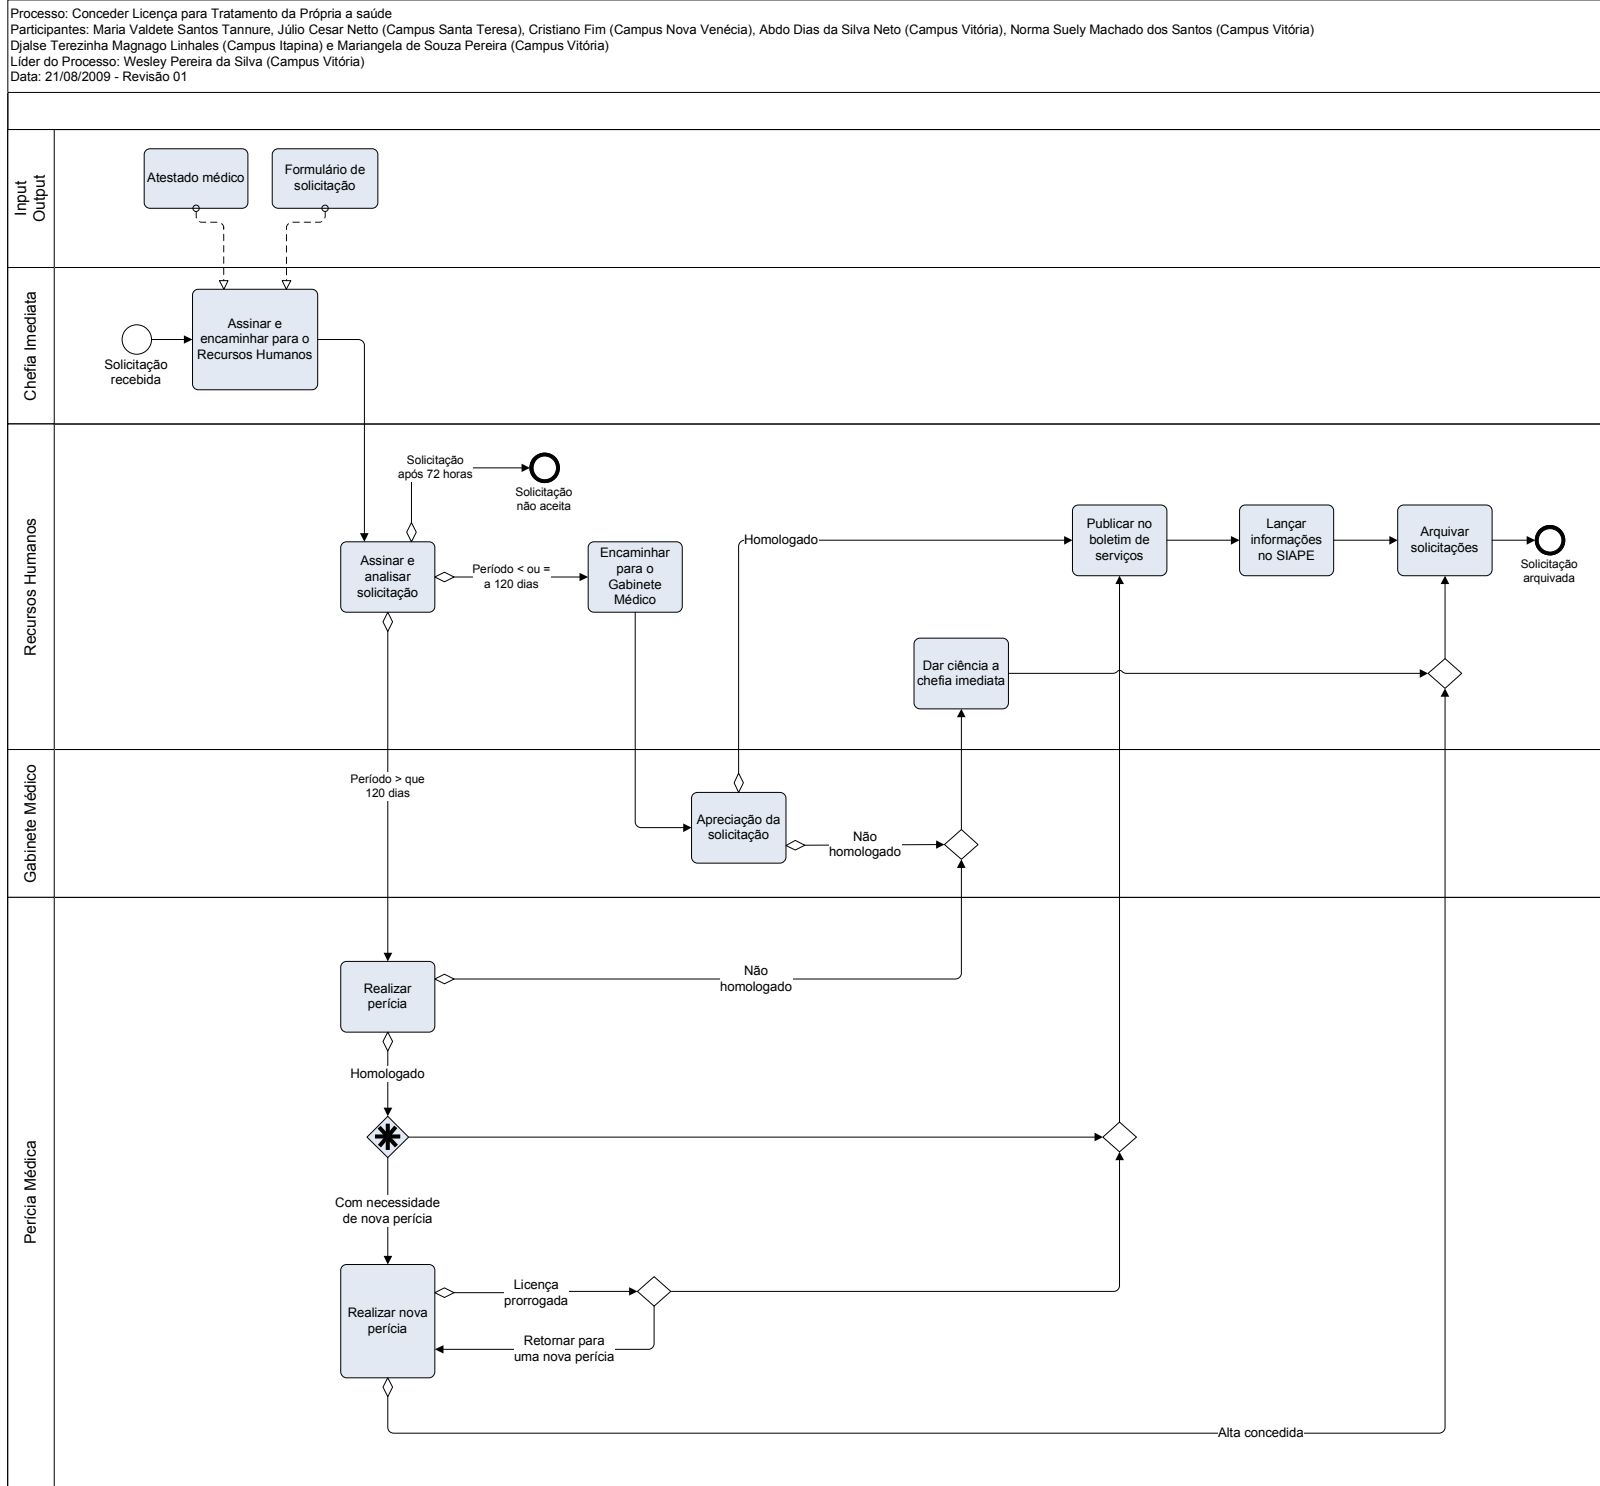 Processo: Conceder Licença para Tratamento da Própria a saúde
Participantes: Maria Valdete Santos Tannure, Júlio Cesar Netto (Campus Santa Teresa), Cristiano Fim (Campus Nova Venécia), Abdo Dias da Silva Neto (Campus Vitória), Norma Suely Machado dos Santos (Campus Vitória)
Djalse Terezinha Magnago Linhales (Campus Itapina) e Mariangela de Souza Pereira (Campus Vitória)
Líder do Processo: Wesley Pereira da Silva (Campus Vitória)
Data: 21/08/2009 - Revisão 01
Input
Output
Atestado médico
Formulário de
solicitação
Chefia Imediata
Solicitação
recebida
Assinar e
encaminhar para o
Recursos Humanos
Recursos Humanos
Solicitação
após 72 horas
Solicitação
não aceita
Assinar e
analisar
solicitação
Período < ou =
a 120 dias
Encaminhar
para o
Gabinete
Médico
Homologado
Publicar no
boletim de
serviços
Lançar
informações
no SIAPE
Arquivar
solicitações
Solicitação
arquivada
Dar ciência a
chefia imediata
Gabinete Médico
Período > que
120 dias
Apreciação da
solicitação
Não
homologado
Perícia Médica
Realizar
perícia
Não
homologado
Homologado
Com necessidade
de nova perícia
Realizar nova
perícia
Licença
prorrogada
Retornar para
uma nova perícia
Alta concedida